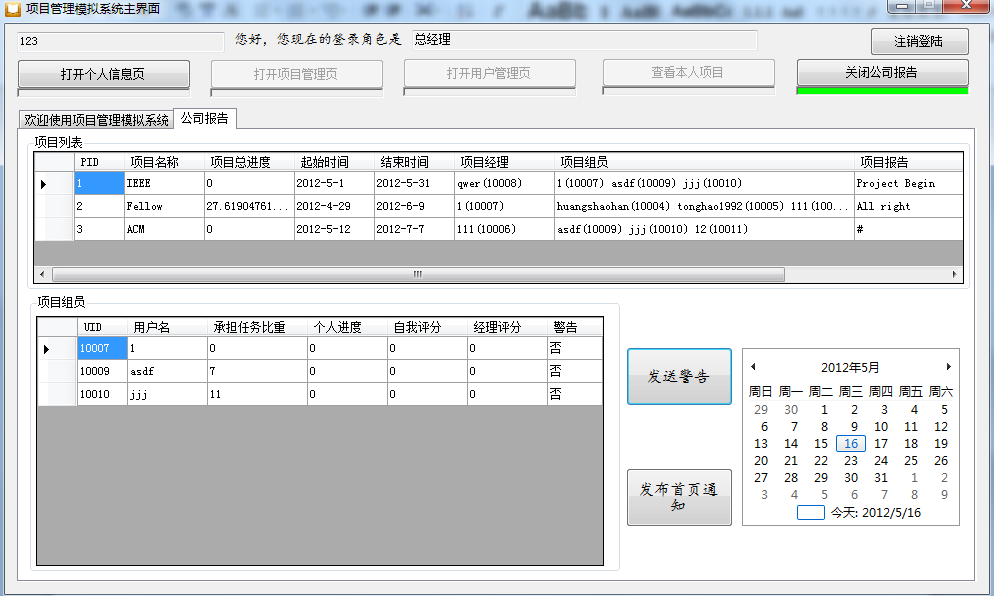 项目管理模拟系统主界面
123 您好，您现在的登录角色是 总经理 注销登陆
打开个人信息页 打开项目管理页 打开用户管理页 查看本人项目 关闭公司报告
欢迎使用项目管理模拟系统 公司报告
项目列表
PID 项目名称 项目总进度 起始时间 结束时间 项目经理 项目组员 项目报告
1 IEEE 0 2012-5-1 2012-5-31 qwer(10008) 1(10007) asdf(10009) jjj(10010) Project Begin
2 Fellow 27.61904761... 2012-4-29 2012-6-9 1(10007) huangshaohan(10004) tonghao1992(10005) 111(100... All right
3 ACM 0 2012-5-12 2012-7-7 111(10006) asdf(10009) jjj(10010) 12(10011) #
项目组员
UID 用户名 承担任务比重 个人进度 自我评分 经理评分 警告
10007 1 0 0 0 0 否
10009 asdf 7 0 0 0 否
10010 jjj 11 0 0 0 否
发送警告
发布首页通
知
2012年5月
周日 周一 周二 周三 周四 周五 周六
29 30 1 2 3 4 5
6 7 8 9 10 11 12
13 14 15 16 17 18 19
20 21 22 23 24 25 26
27 28 29 30 31 1 2
3 4 5 6 7 8 9
今天: 2012/5/16